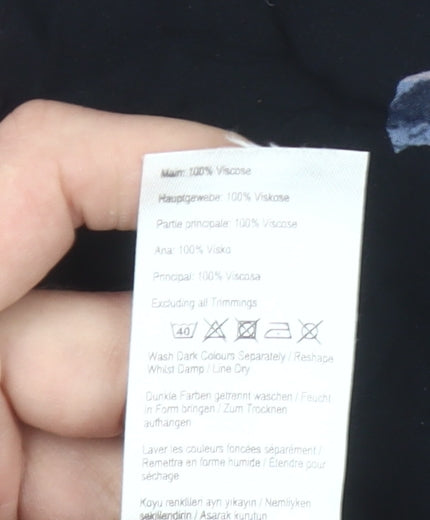 Main: 100% Viscose
Hauptgewebe: 100% Viskose
Partie principale: 100% Viscose
Ana: 100% Visko
Principal: 100% Viscosa
Excluding all Trimmings
40
Wash Dark Colours Separately / Reshape
Whilst Damp / Line Dry
Dunkle Farben getrennt waschen / Feucht
in Form bringen / Zum Trocknen
aufhängen
Laver les couleurs foncées séparément /
Remettre en forme humide / Étendre pour
séchage
Koyu renklileri ayrı yıkayın / Nemliyken
şekillendirin / Asarak kurutun